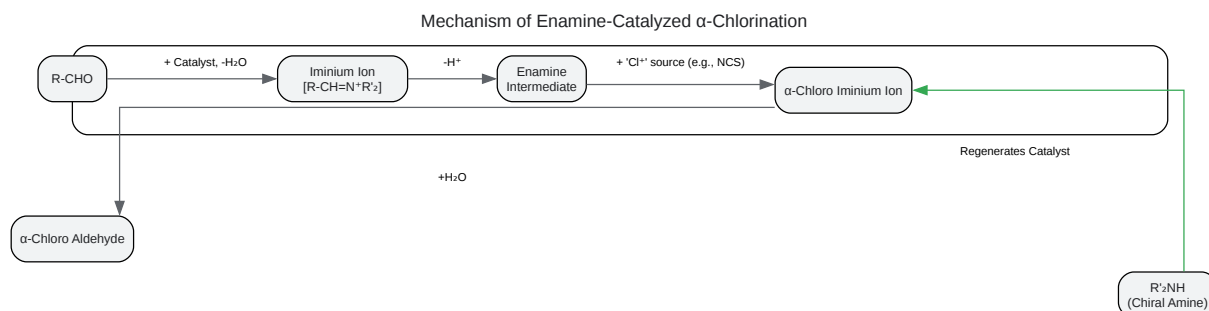 Mechanism of Enamine-Catalyzed α-Chlorination
R-CHO
+ Catalyst, -H₂O
Iminium Ion
[R-CH=N⁺R'₂]
-H⁺
Enamine
Intermediate
+ 'Cl⁺' source (e.g., NCS)
α-Chloro Iminium Ion
Regenerates Catalyst
+H₂O
α-Chloro Aldehyde
R'₂NH
(Chiral Amine)